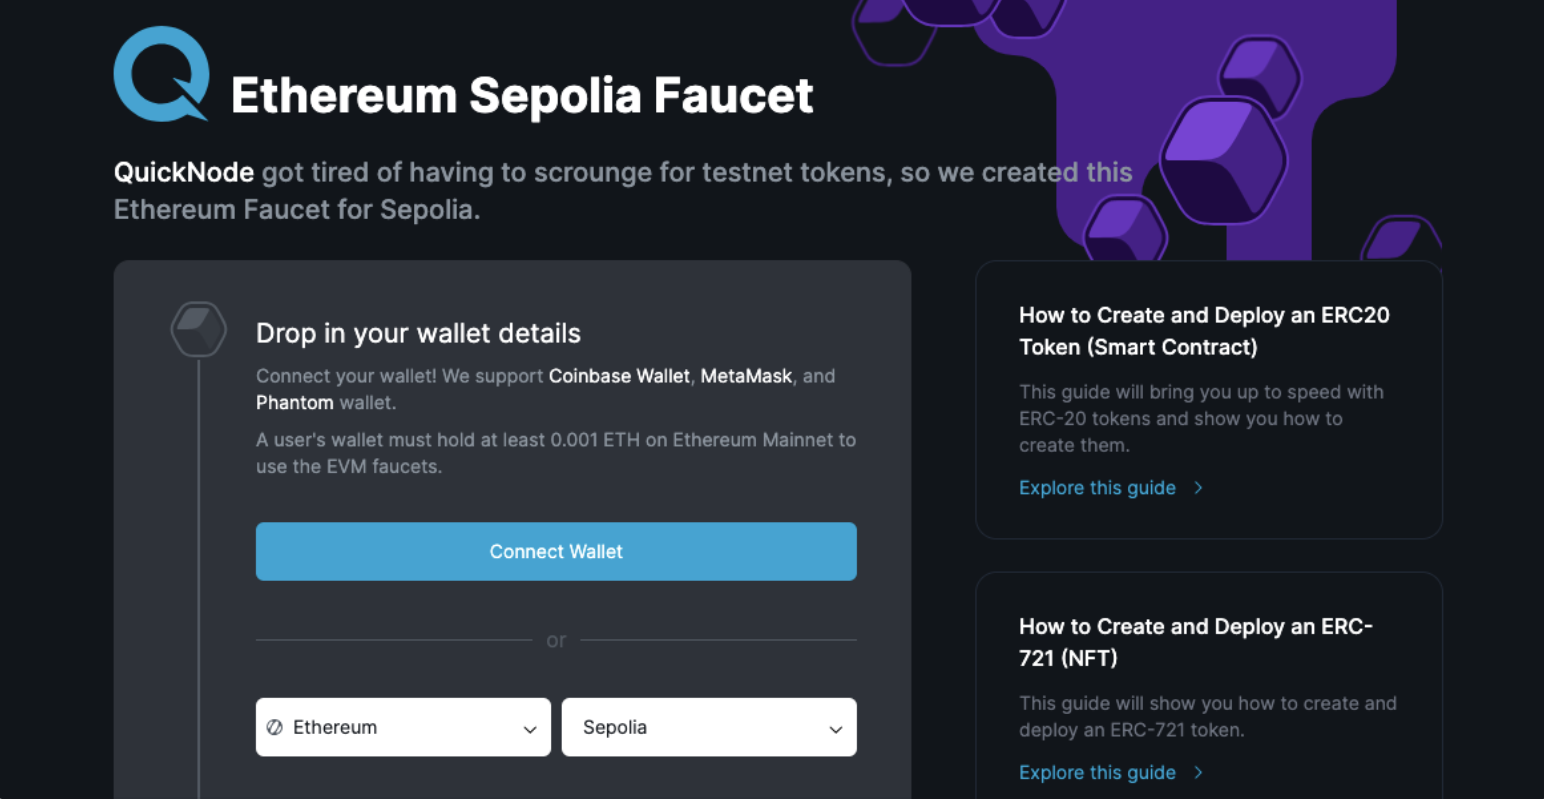 Ethereum Sepolia Faucet
QuickNode got tired of having to scrounge for testnet tokens, so we created this
Ethereum Faucet for Sepolia.
Drop in your wallet details
Connect your wallet! We support Coinbase Wallet, MetaMask, and
Phantom wallet.
A user's wallet must hold at least 0.001 ETH on Ethereum Mainnet to
use the EVM faucets.
Connect Wallet
or
Ethereum
Sepolia
How to Create and Deploy an ERC20
Token (Smart Contract)
This guide will bring you up to speed with
ERC-20 tokens and show you how to
create them.
Explore this guide
How to Create and Deploy an ERC-
721 (NFT)
This guide will show you how to create and
deploy an ERC-721 token.
Explore this guide